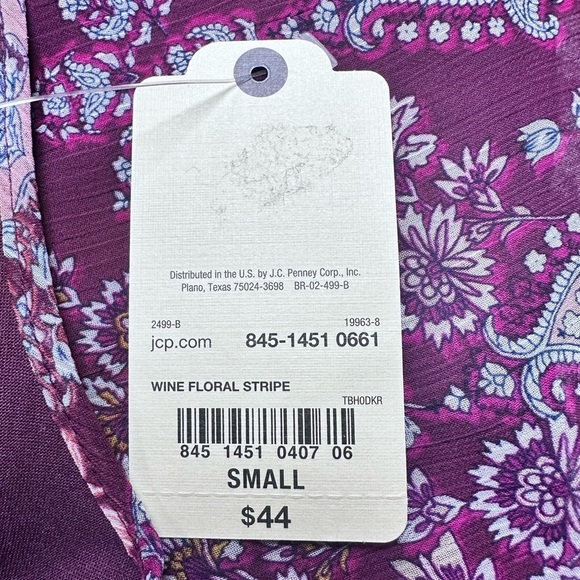 Distributed in the U.S. by J.C. Penney Corp., Inc.
Plano, Texas 75024-3698 BR-02-499-B
2499-B 19963-8
jcp.com 845-1451 0661
WINE FLORAL STRIPE
TBH0DKR
845 1451 0407 06
SMALL
$44